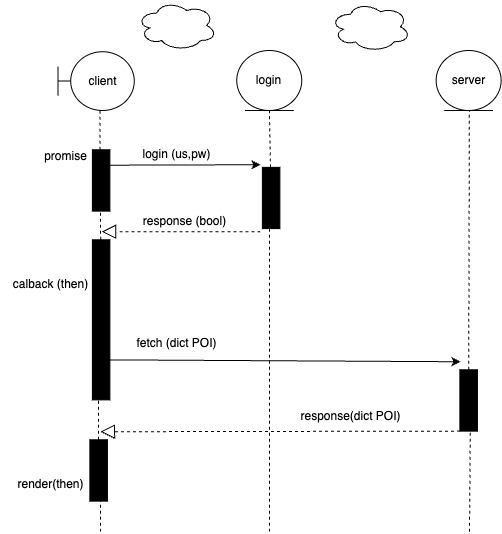 client
login
server
promise
login (us,pw)
response (bool)
calback (then)
fetch (dict POI)
response(dict POI)
render(then)